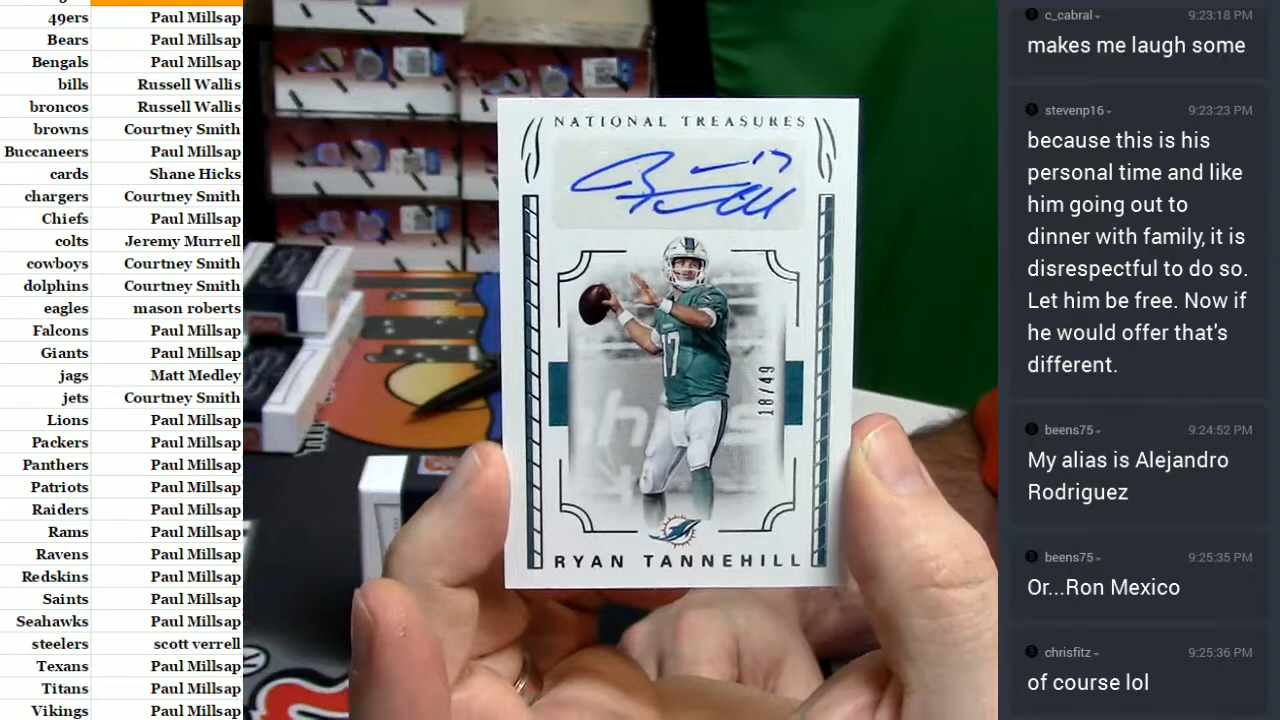 49ers Paul Millsap
Bears Paul Millsap
Bengals Paul Millsap
bills Russell Wallis
broncos Russell Wallis
browns Courtney Smith
Buccaneers Paul Millsap
cards Shane Hicks
chargers Courtney Smith
Chiefs Paul Millsap
colts Jeremy Murrell
cowboys Courtney Smith
dolphins Courtney Smith
eagles mason roberts
Falcons Paul Millsap
Giants Paul Millsap
jags Matt Medley
jets Courtney Smith
Lions Paul Millsap
Packers Paul Millsap
Panthers Paul Millsap
Patriots Paul Millsap
Raiders Paul Millsap
Rams Paul Millsap
Ravens Paul Millsap
Redskins Paul Millsap
Saints Paul Millsap
Seahawks Paul Millsap
steelers scott verrell
Texans Paul Millsap
Titans Paul Millsap
Vikings Paul Millsap
NATIONAL TREASURES
17
17
18/49
RYAN TANNEHILL
c_cabral 9:23:18 PM
makes me laugh some
stevenp16 9:23:23 PM
because this is his
personal time and like
him going out to
dinner with family, it is
disrespectful to do so.
Let him be free. Now if
he would offer that's
different.
beens75 9:24:52 PM
My alias is Alejandro
Rodriguez
beens75 9:25:35 PM
Or...Ron Mexico
chrisfitz 9:25:36 PM
of course lol